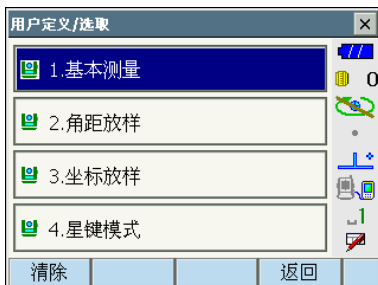 用户定义/选取
1.基本测量
0
2.角距放样
3.坐标放样
1
4.星键模式
清除 返回